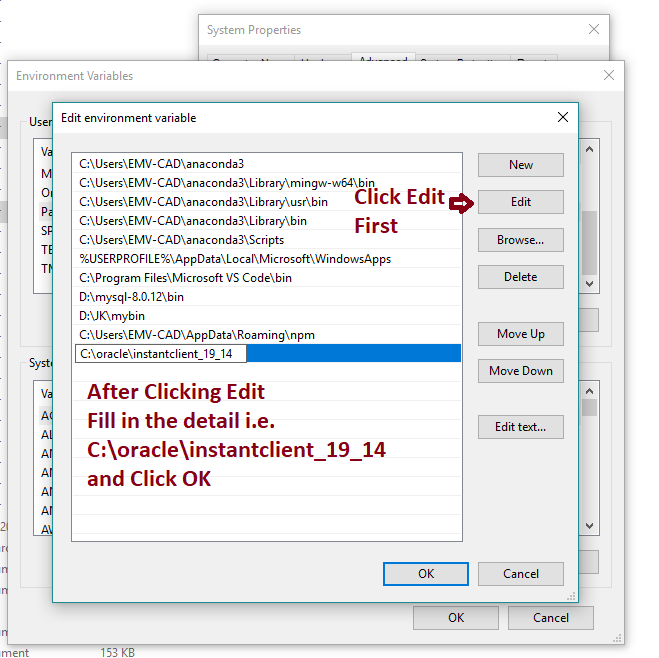 System Properties
Advanced
Environment Variables
Edit environment variable
C:\Users\EMV-CAD\anaconda3
C:\Users\EMV-CAD\anaconda3\Library\mingw-w64\bin
C:\Users\EMV-CAD\anaconda3\Library\usr\bin
C:\Users\EMV-CAD\anaconda3\Library\bin
C:\Users\EMV-CAD\anaconda3\Scripts
%USERPROFILE%\AppData\Local\Microsoft\WindowsApps
C:\Program Files\Microsoft VS Code\bin
D:\mysql-8.0.12\bin
D:\JK\mybin
C:\Users\EMV-CAD\AppData\Roaming\npm
C:\oracle\instantclient_19_14
New
Edit
Browse...
Delete
Move Up
Move Down
Edit text...
Click Edit
First
After Clicking Edit
Fill in the detail i.e.
C:\oracle\instantclient_19_14
and Click OK
OK
Cancel
OK
Cancel
153 KB